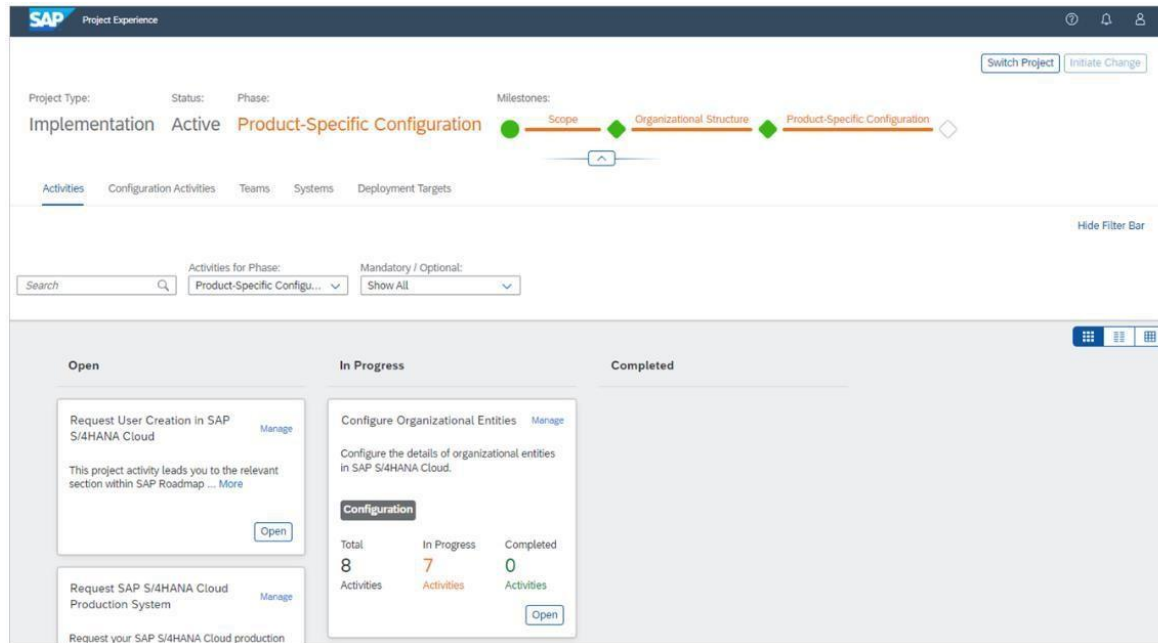 SAP Project Experience
Switch Project Initiate Change
Project Type: Status: Phase: Milestones:
Implementation Active Product-Specific Configuration Scope Organizational Structure Product-Specific Configuration
Activities Configuration Activities Teams Systems Deployment Targets
Hide Filter Bar
Activities for Phase: Mandatory / Optional:
Search Product-Specific Configu... Show All
Open In Progress Completed
Request User Creation in SAP
S/4HANA Cloud
Manage
This project activity leads you to the relevant
section within SAP Roadmap ... More
Open
Request SAP S/4HANA Cloud
Production System
Manage
Request your SAP S/4HANA Cloud production
Configure Organizational Entities Manage
Configure the details of organizational entities
in SAP S/4HANA Cloud.
Configuration
Total In Progress Completed
8 7 0
Activities Activities Activities
Open